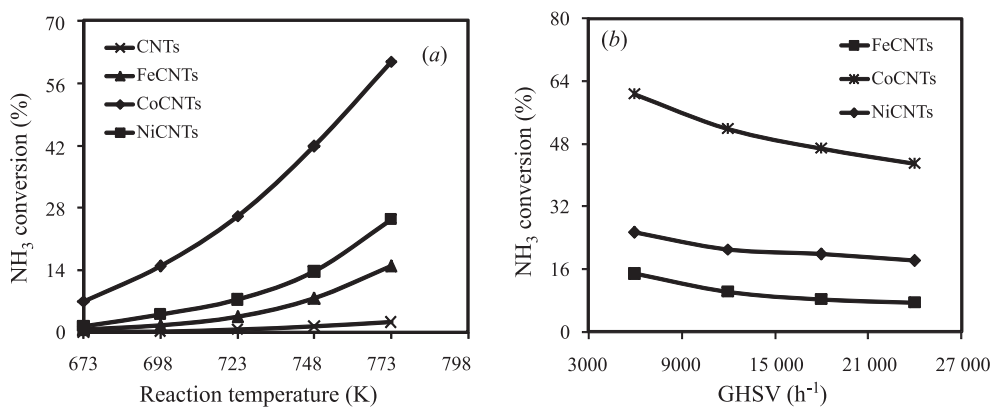 (a)
CNTs
FeCNTs
CoCNTs
NiCNTs
NH3 conversion (%)
70
56
42
28
14
0
673 698 723 748 773 798
Reaction temperature (K)
(b)
FeCNTs
CoCNTs
NiCNTs
NH3 conversion (%)
80
64
48
32
16
0
3000 9000 15 000 21 000 27 000
GHSV (h-1)